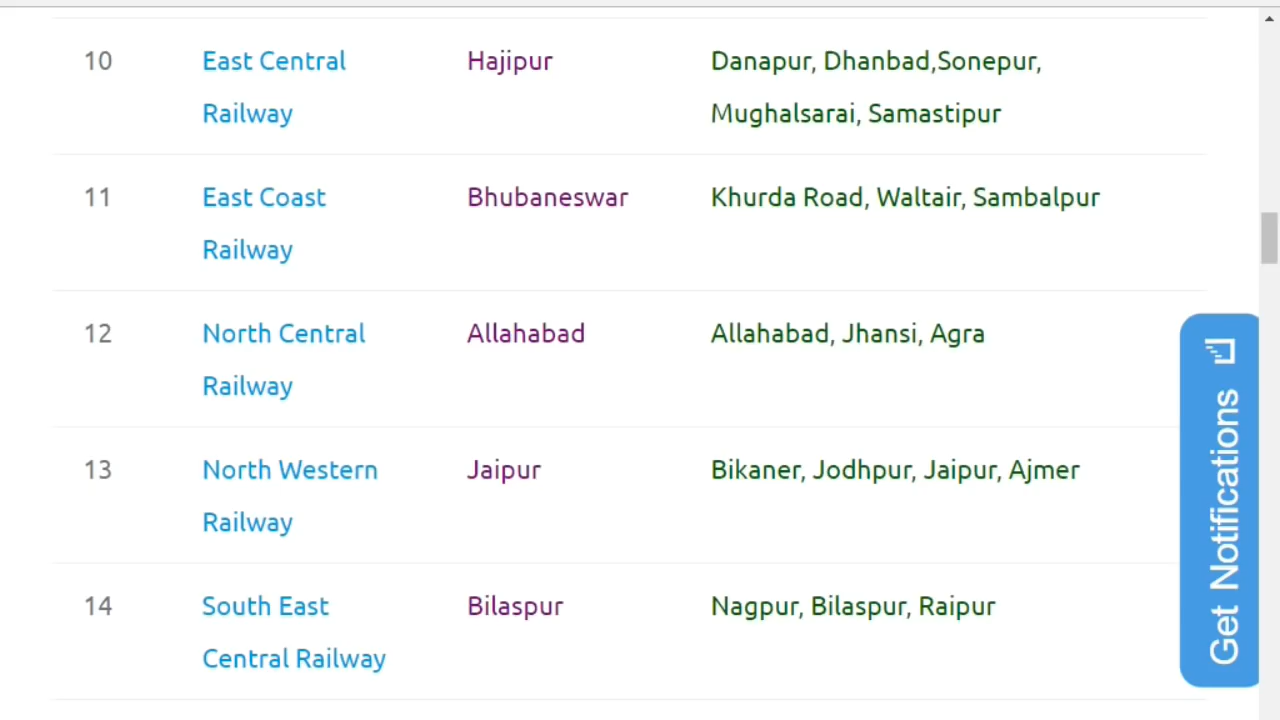 10 East Central Hajipur Danapur, Dhanbad,Sonepur,
Railway Mughalsarai, Samastipur
11 East Coast Bhubaneswar Khurda Road, Waltair, Sambalpur
Railway
12 North Central Allahabad Allahabad, Jhansi, Agra
Railway
13 North Western Jaipur Bikaner, Jodhpur, Jaipur, Ajmer
Railway
14 South East Bilaspur Nagpur, Bilaspur, Raipur
Central Railway
Get Notifications